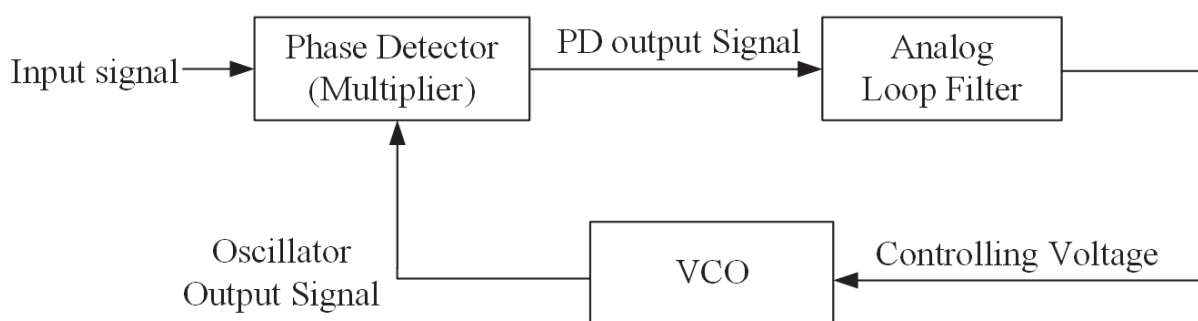 Input signal
Phase Detector
(Multiplier)
PD output Signal
Analog
Loop Filter
Oscillator
Output Signal
VCO
Controlling Voltage